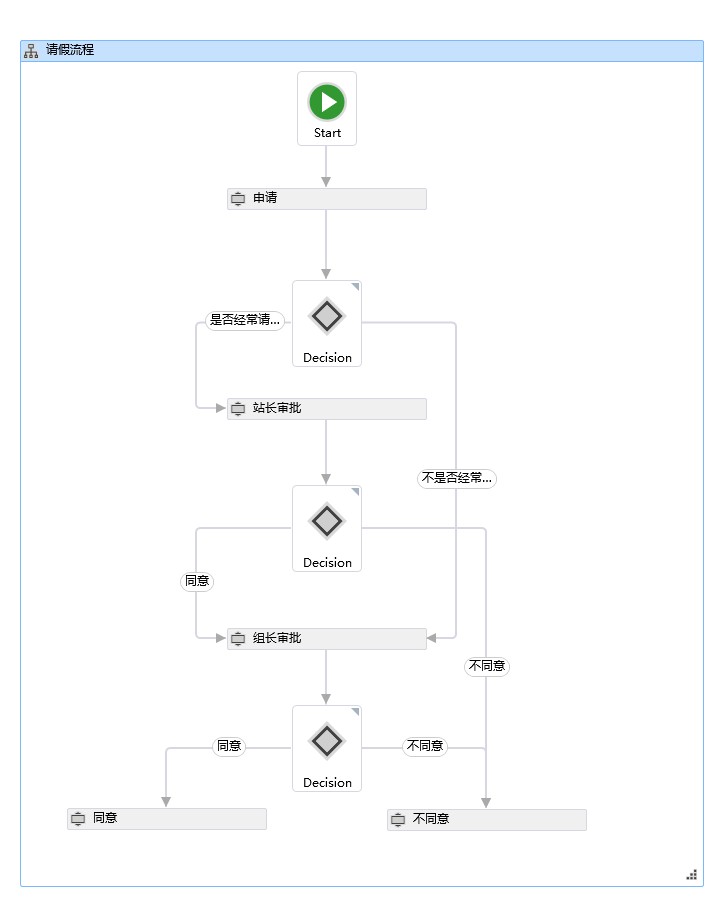 请假流程
Start
申请
是否经常请...
Decision
站长审批
不是否经常...
Decision
同意
组长审批
不同意
同意
不同意
Decision
同意
不同意